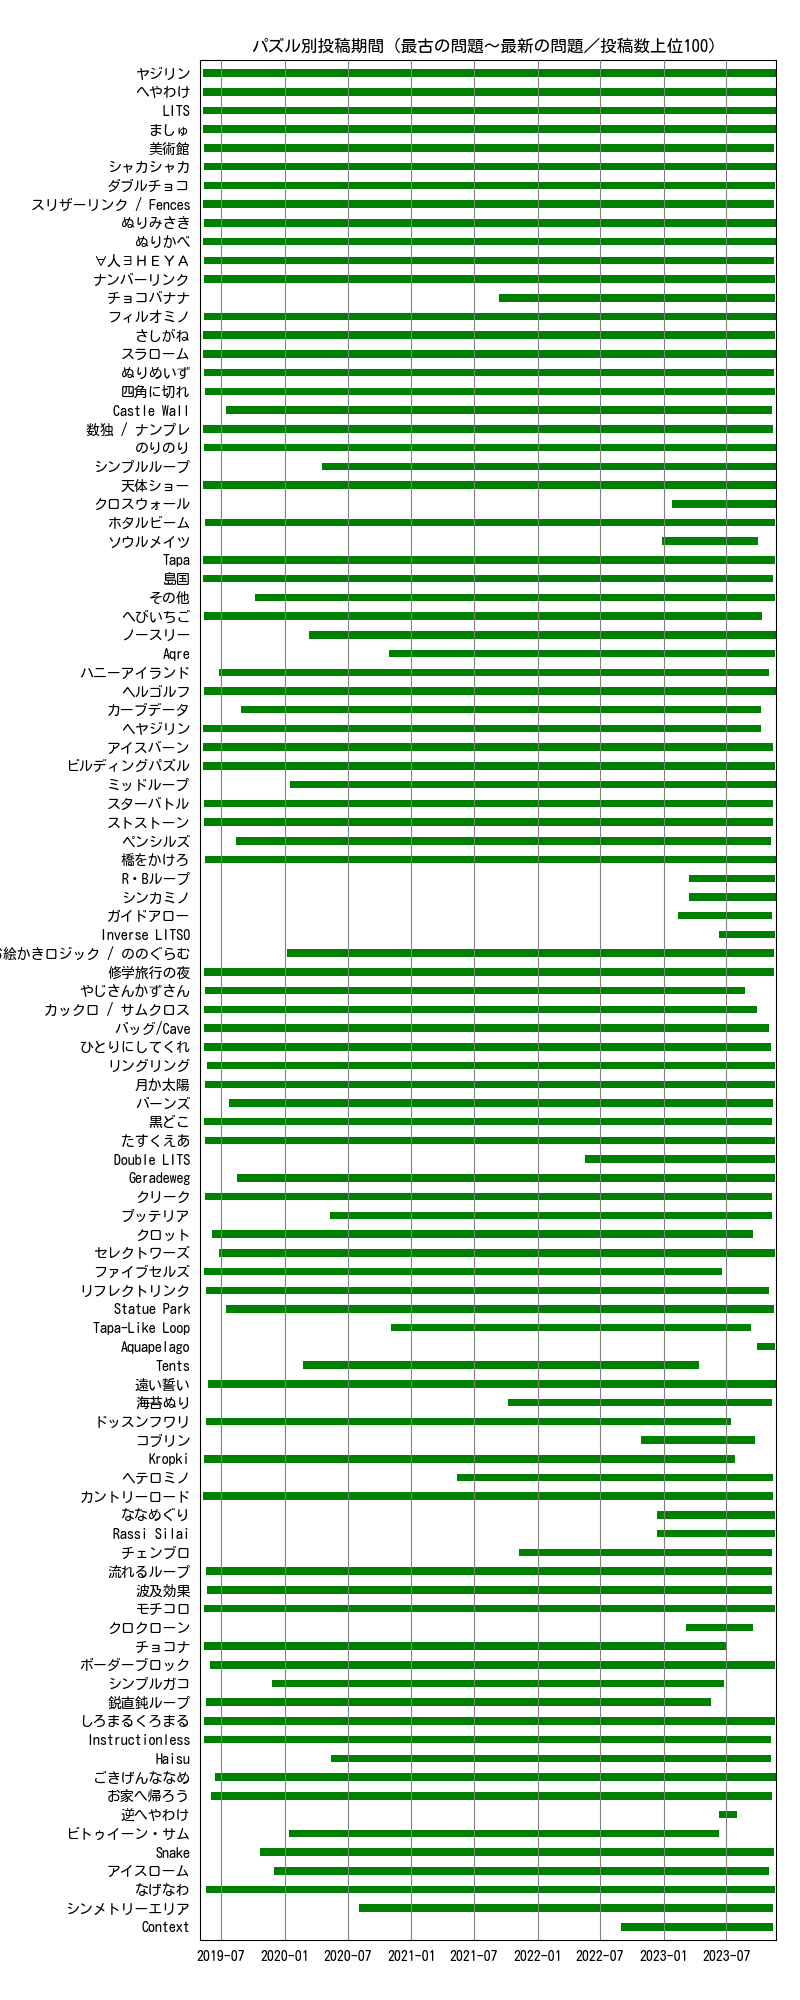 パズル別投稿期間（最古の問題～最新の問題／投稿数上位100）
ヤジリン
へやわけ
LITS
ましゅ
美術館
シャカシャカ
ダブルチョコ
スリザーリンク / Fences
ぬりみさき
ぬりかべ
∀人∃ＨＥＹＡ
ナンバーリンク
チョコバナナ
フィルオミノ
さしがね
スラローム
ぬりめいず
四角に切れ
Castle Wall
数独 / ナンプレ
のりのり
シンプルループ
天体ショー
クロスウォール
ホタルビーム
ソウルメイツ
Tapa
島国
その他
へびいちご
ノースリー
Aqre
ハニーアイランド
ヘルゴルフ
カーブデータ
ヘヤジリン
アイスバーン
ビルディングパズル
ミッドループ
スターバトル
ストストーン
ペンシルズ
橋をかけろ
R・Bループ
シンカミノ
ガイドアロー
Inverse LITSO
絵かきロジック / ののぐらむ
修学旅行の夜
やじさんかずさん
カックロ / サムクロス
バッグ/Cave
ひとりにしてくれ
リングリング
月か太陽
バーンズ
黒どこ
たすくえあ
Double LITS
Geradeweg
クリーク
プッテリア
クロット
セレクトワーズ
ファイブセルズ
リフレクトリンク
Statue Park
Tapa-Like Loop
Aquapelago
Tents
遠い誓い
海苔ぬり
ドッスンフワリ
コブリン
Kropki
ヘテロミノ
カントリーロード
ななめぐり
Rassi Silai
チェンブロ
流れるループ
波及効果
モチコロ
クロクローン
チョコナ
ボーダーブロック
シンプルガコ
鋭直鈍ループ
しろまるくろまる
Instructionless
Haisu
ごきげんななめ
お家へ帰ろう
逆へやわけ
ビトゥイーン・サム
Snake
アイスローム
なげなわ
シンメトリーエリア
Context
2019-07 2020-01 2020-07 2021-01 2021-07 2022-01 2022-07 2023-01 2023-07